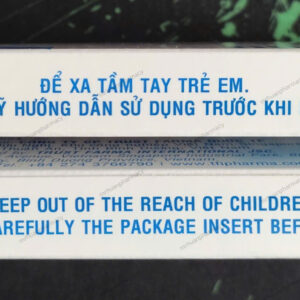 ĐỂ XA TẦM TAY TRẺ EM.
Ỹ HƯỚNG DẪN SỬ DỤNG TRƯỚC KHI
EEP OUT OF THE REACH OF CHILDRE
AREFULLY THE PACKAGE INSERT BEF